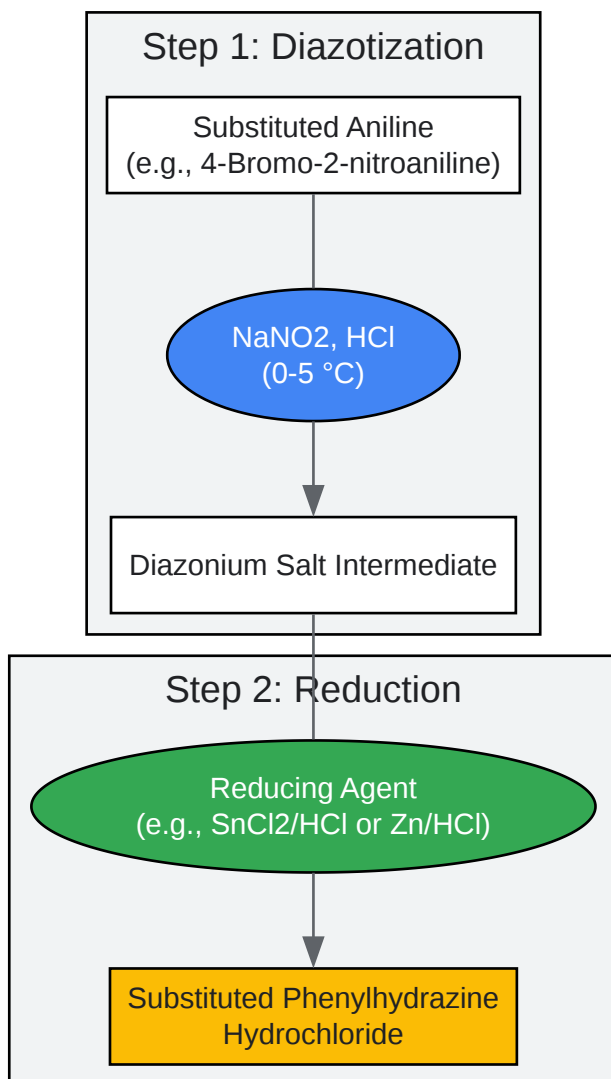 Step 1: Diazotization
Substituted Aniline
(e.g., 4-Bromo-2-nitroaniline)
NaNO2, HCl
(0-5 °C)
Diazonium Salt Intermediate
Step 2: Reduction
Reducing Agent
(e.g., SnCl2/HCl or Zn/HCl)
Substituted Phenylhydrazine
Hydrochloride